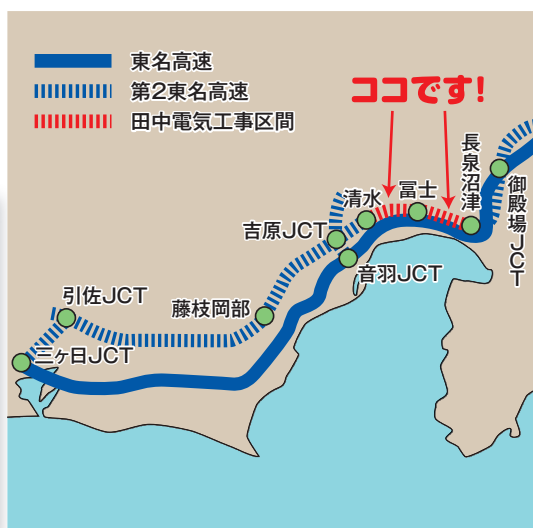 東名高速
第2東名高速
田中電気工事区間
ココです!
長泉沼津
御殿場JCT
冨士
清水
吉原JCT
音羽JCT
引佐JCT
藤枝岡部
三ヶ日JCT